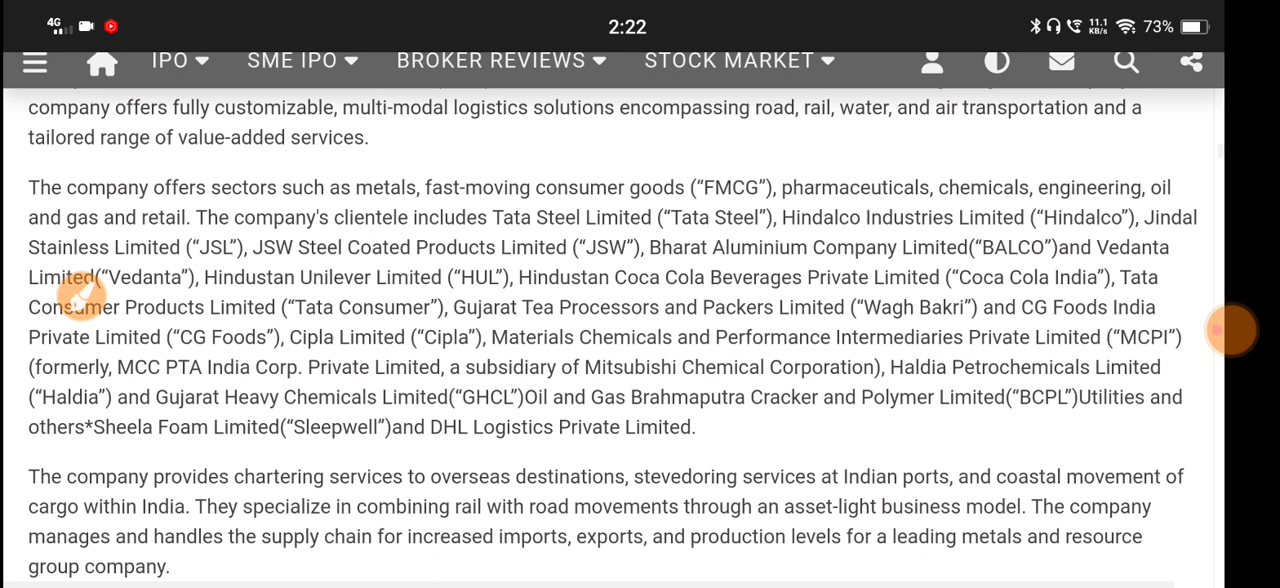 4G
2:22
11.1
KB/s
73%
IPO
SME IPO
BROKER REVIEWS
STOCK MARKET
company offers fully customizable, multi-modal logistics solutions encompassing road, rail, water, and air transportation and a
tailored range of value-added services.
The company offers sectors such as metals, fast-moving consumer goods (“FMCG”), pharmaceuticals, chemicals, engineering, oil
and gas and retail. The company's clientele includes Tata Steel Limited (“Tata Steel”), Hindalco Industries Limited (“Hindalco”), Jindal
Stainless Limited (“JSL”), JSW Steel Coated Products Limited (“JSW”), Bharat Aluminium Company Limited(“BALCO”)and Vedanta
Limited(“Vedanta”), Hindustan Unilever Limited (“HUL”), Hindustan Coca Cola Beverages Private Limited (“Coca Cola India”), Tata
Consumer Products Limited (“Tata Consumer”), Gujarat Tea Processors and Packers Limited (“Wagh Bakri”) and CG Foods India
Private Limited (“CG Foods”), Cipla Limited (“Cipla”), Materials Chemicals and Performance Intermediaries Private Limited (“MCPI”)
(formerly, MCC PTA India Corp. Private Limited, a subsidiary of Mitsubishi Chemical Corporation), Haldia Petrochemicals Limited
(“Haldia”) and Gujarat Heavy Chemicals Limited(“GHCL”)Oil and Gas Brahmaputra Cracker and Polymer Limited(“BCPL”)Utilities and
others*Sheela Foam Limited(“Sleepwell”)and DHL Logistics Private Limited.
The company provides chartering services to overseas destinations, stevedoring services at Indian ports, and coastal movement of
cargo within India. They specialize in combining rail with road movements through an asset-light business model. The company
manages and handles the supply chain for increased imports, exports, and production levels for a leading metals and resource
group company.